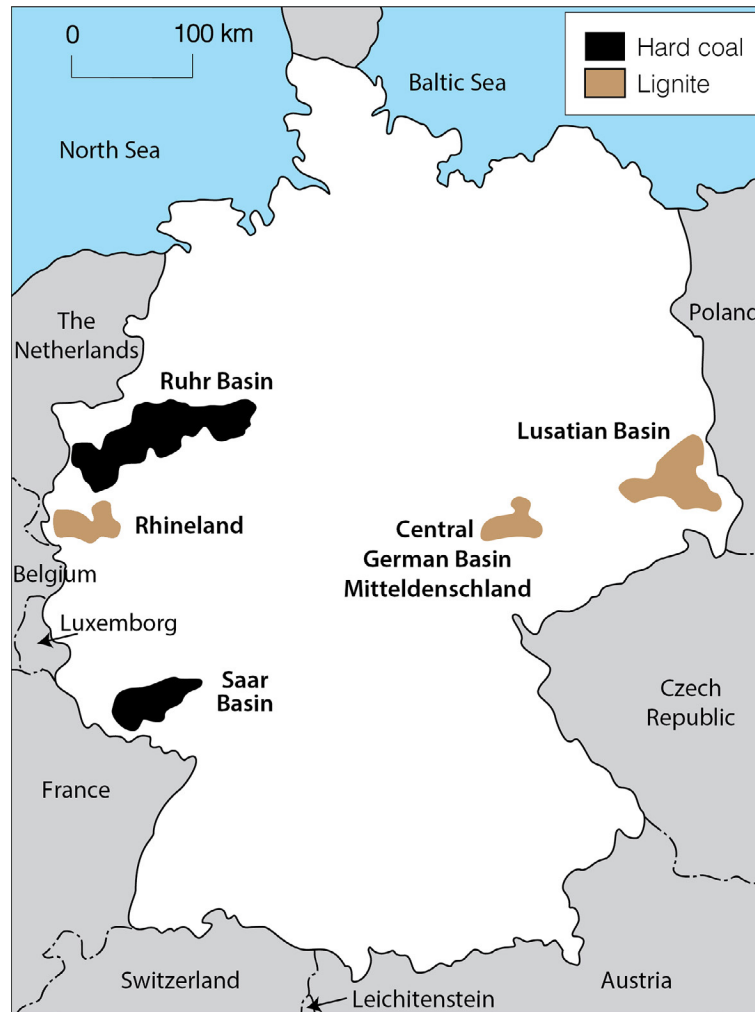 0 100 km
Hard coal
Lignite
Baltic Sea
North Sea
The
Netherlands
Poland
Ruhr Basin
Lusatian Basin
Rhineland
Central
German Basin
Mitteldenschland
Belgium
Luxemborg
Saar
Basin
Czech
Republic
France
Switzerland
Austria
Leichitenstein